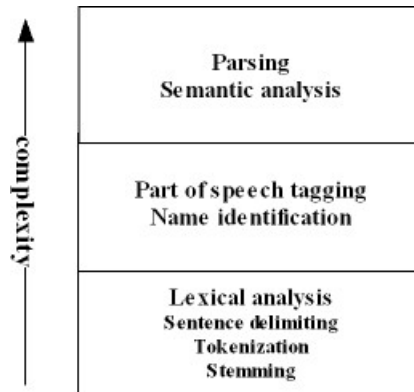 complexity
Parsing
Semantic analysis
Part of speech tagging
Name identification
Lexical analysis
Sentence delimiting
Tokenization
Stemming